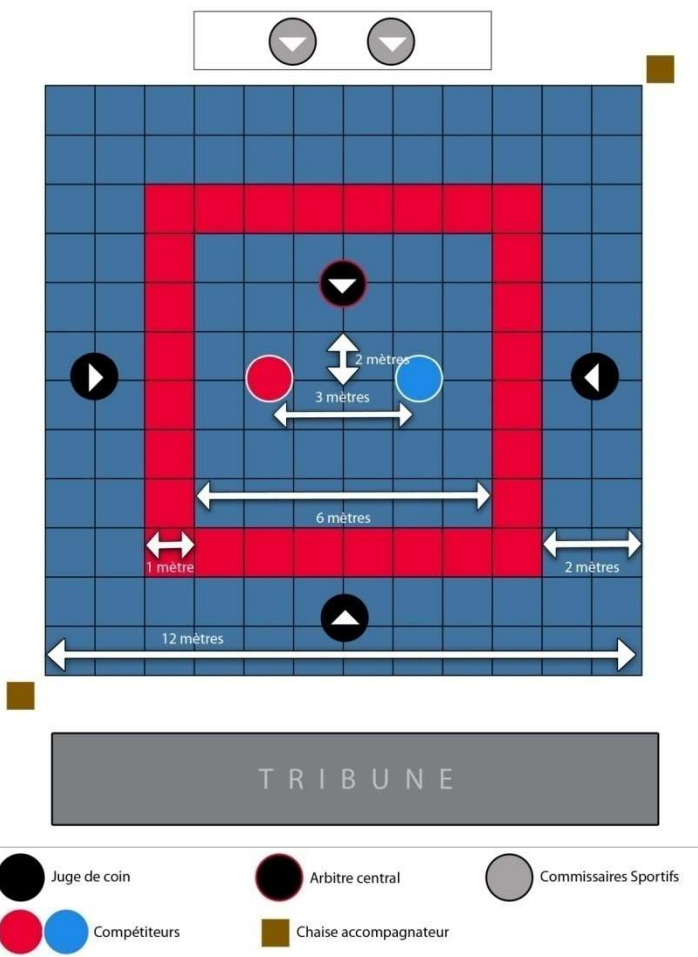 2 mètres
3 mètres
6 mètres
1 mètre
2 mètres
12 mètres
TRIBUNE
Juge de coin
Arbitre central
Commissaires Sportifs
Compétiteurs
Chaise accompagnateur